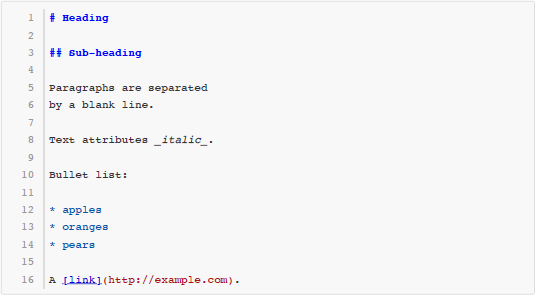 1 # Heading
2
3 ## Sub-heading
4
5 Paragraphs are separated
6 by a blank line.
7
8 Text attributes _italic_.
9
10 Bullet list:
11
12 * apples
13 * oranges
14 * pears
15
16 A [link](http://example.com).